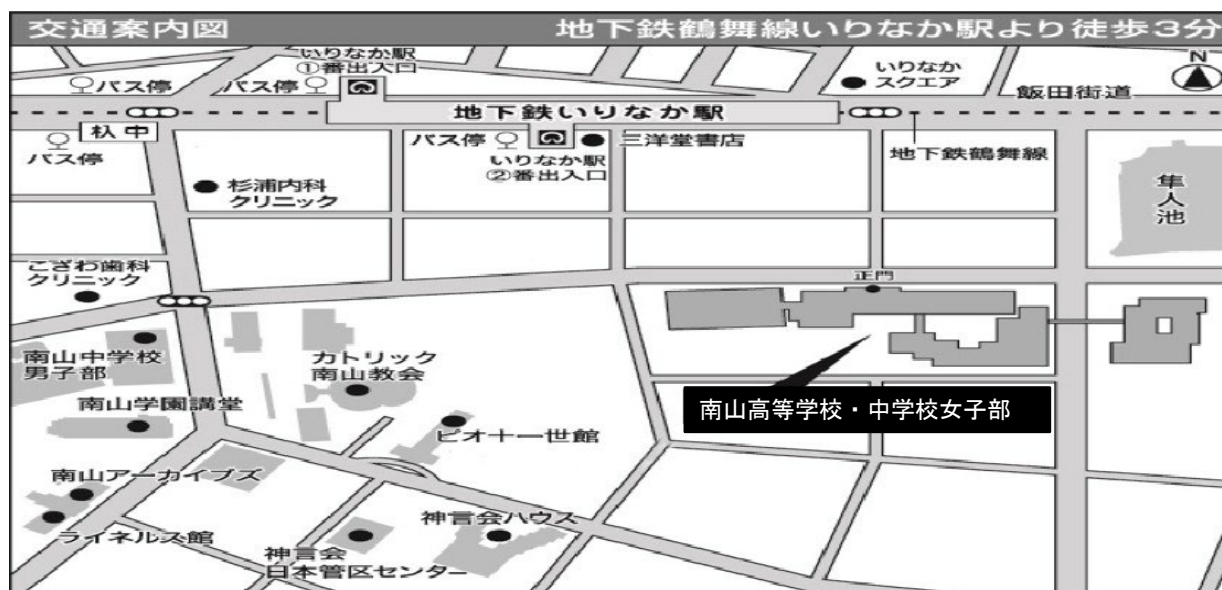 交通案内図
地下鉄鶴舞線いりなか駅より徒歩3分
いりなか駅
①番出入口
バス停
バス停
いりなか
スクエア
N
飯田街道
地下鉄いりなか駅
杁中
バス停
バス停
三洋堂書店
いりなか駅
②番出入口
地下鉄鶴舞線
杉浦内科
クリニック
隼人池
こざわ歯科
クリニック
正門
南山中学校
男子部
カトリック
南山教会
南山学園講堂
南山高等学校・中学校女子部
ピオ十一世館
南山アーカイブズ
ライネルス館
神言会ハウス
神言会
日本管区センター